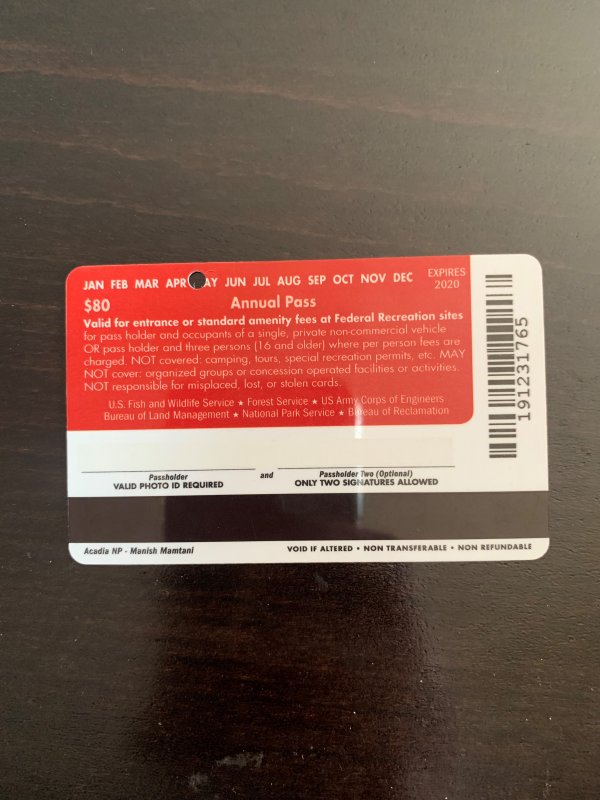 JAN FEB MAR APR AY JUN JUL AUG SEP OCT NOV DEC
EXPIRES
2020
$80
Annual Pass
Valid for entrance or standard amenity fees at Federal Recreation sites
for pass holder and occupants of a single, private non-commercial vehicle
OR pass holder and three persons (16 and older) where per person fees are
charged. NOT covered: camping, tours, special recreation permits, etc. MAY
NOT cover: organized groups or concession operated facilities or activities.
NOT responsible for misplaced, lost, or stolen cards.
U.S. Fish and Wildlife Service ★ Forest Service ★ US Army Corps of Engineers
Bureau of Land Management ★ National Park Service ★ Bureau of Reclamation
191231765
Passholder and Passholder Two (Optional)
VALID PHOTO ID REQUIRED ONLY TWO SIGNATURES ALLOWED
Acadia NP - Manish Mamtani VOID IF ALTERED • NON TRANSFERABLE • NON REFUNDABLE